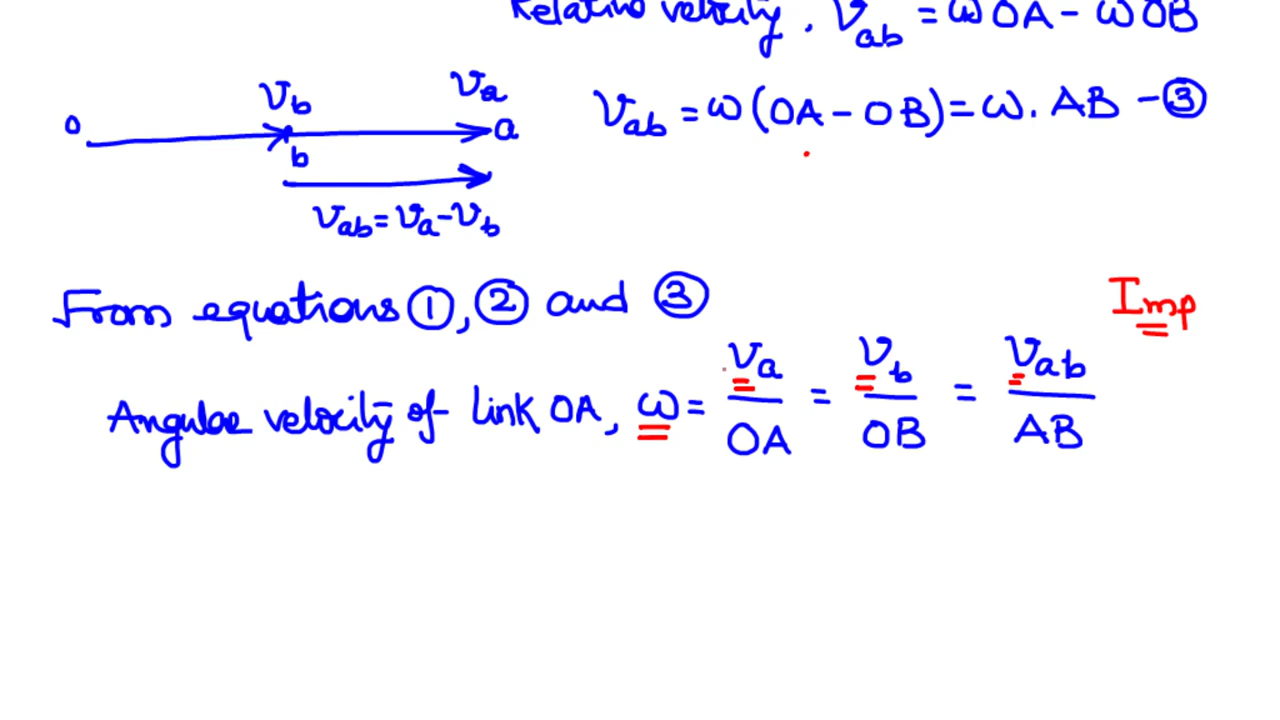 Relative velocity, Vab = ωOA - ωOB
Vab = ω(OA - OB) = ω. AB - ③
o Vb b Va a
Vab = Va - Vb
From equations ①, ② and ③
Imp
Angular velocity of link OA, ω = Va/OA = Vb/OB = Vab/AB